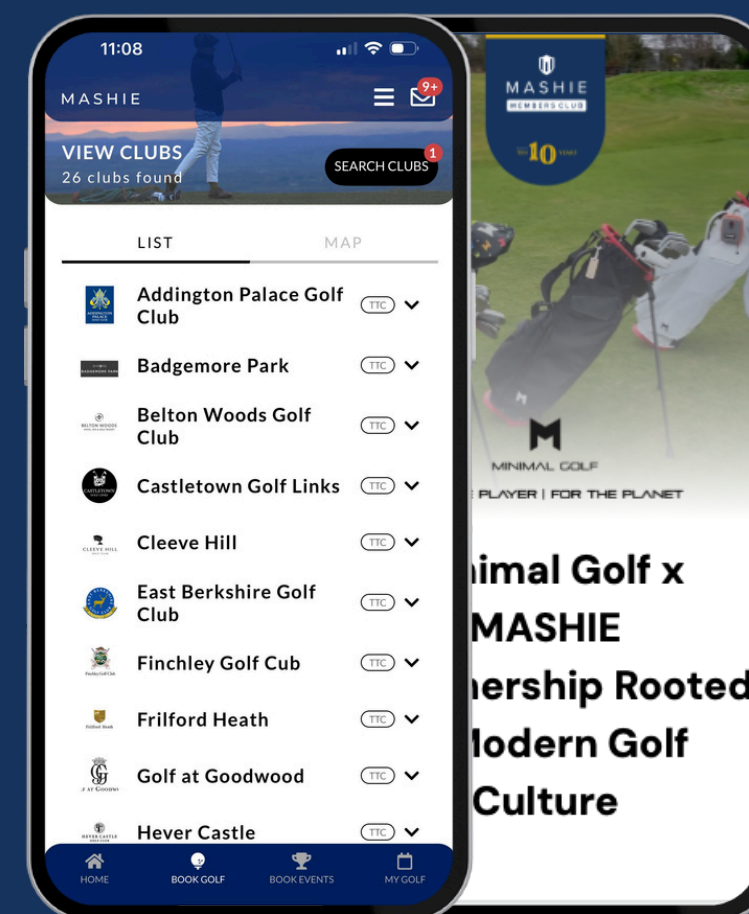 11:08
MASHIE
9+
VIEW CLUBS
26 clubs found
SEARCH CLUBS
1
LIST
MAP
Addington Palace Golf
Club
TTC
Badgemore Park
TTC
Belton Woods Golf
Club
TTC
Castletown Golf Links
TTC
Cleeve Hill
TTC
East Berkshire Golf
Club
TTC
Finchley Golf Cub
TTC
Frilford Heath
TTC
Golf at Goodwood
TTC
Hever Castle
TTC
HOME
BOOK GOLF
BOOK EVENTS
MY GOLF
MASHIE
MEMBERS CLUB
10
MINIMAL GOLF
PLAYER | FOR THE PLANET
nimal Golf x
MASHIE
nership Rooted
Modern Golf
Culture